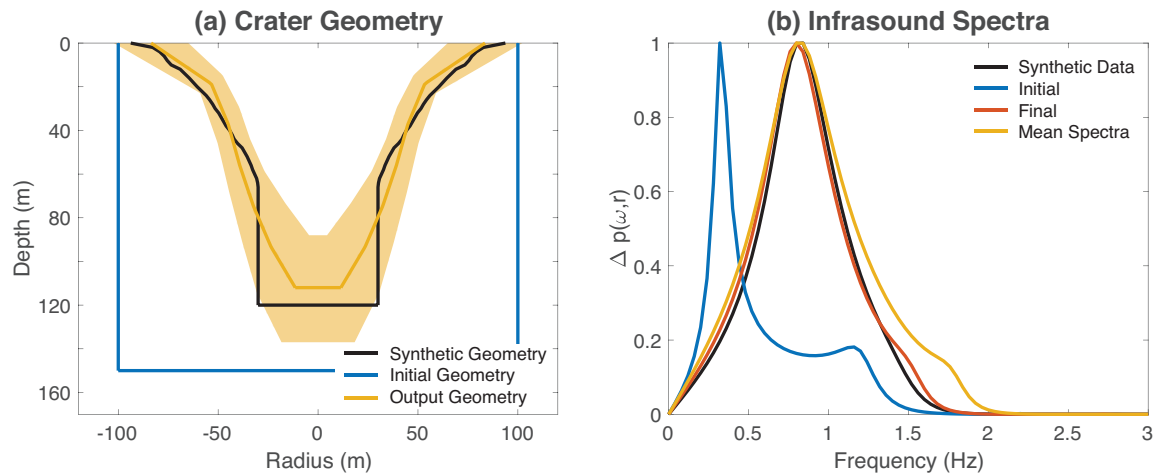 (a) Crater Geometry
0
40
80
120
160
Depth (m)
-100
-50
0
50
100
Radius (m)
Synthetic Geometry
Initial Geometry
Output Geometry
(b) Infrasound Spectra
1
0.8
0.6
0.4
0.2
0
Δ p(ω,r)
0
0.5
1
1.5
2
2.5
3
Frequency (Hz)
Synthetic Data
Initial
Final
Mean Spectra